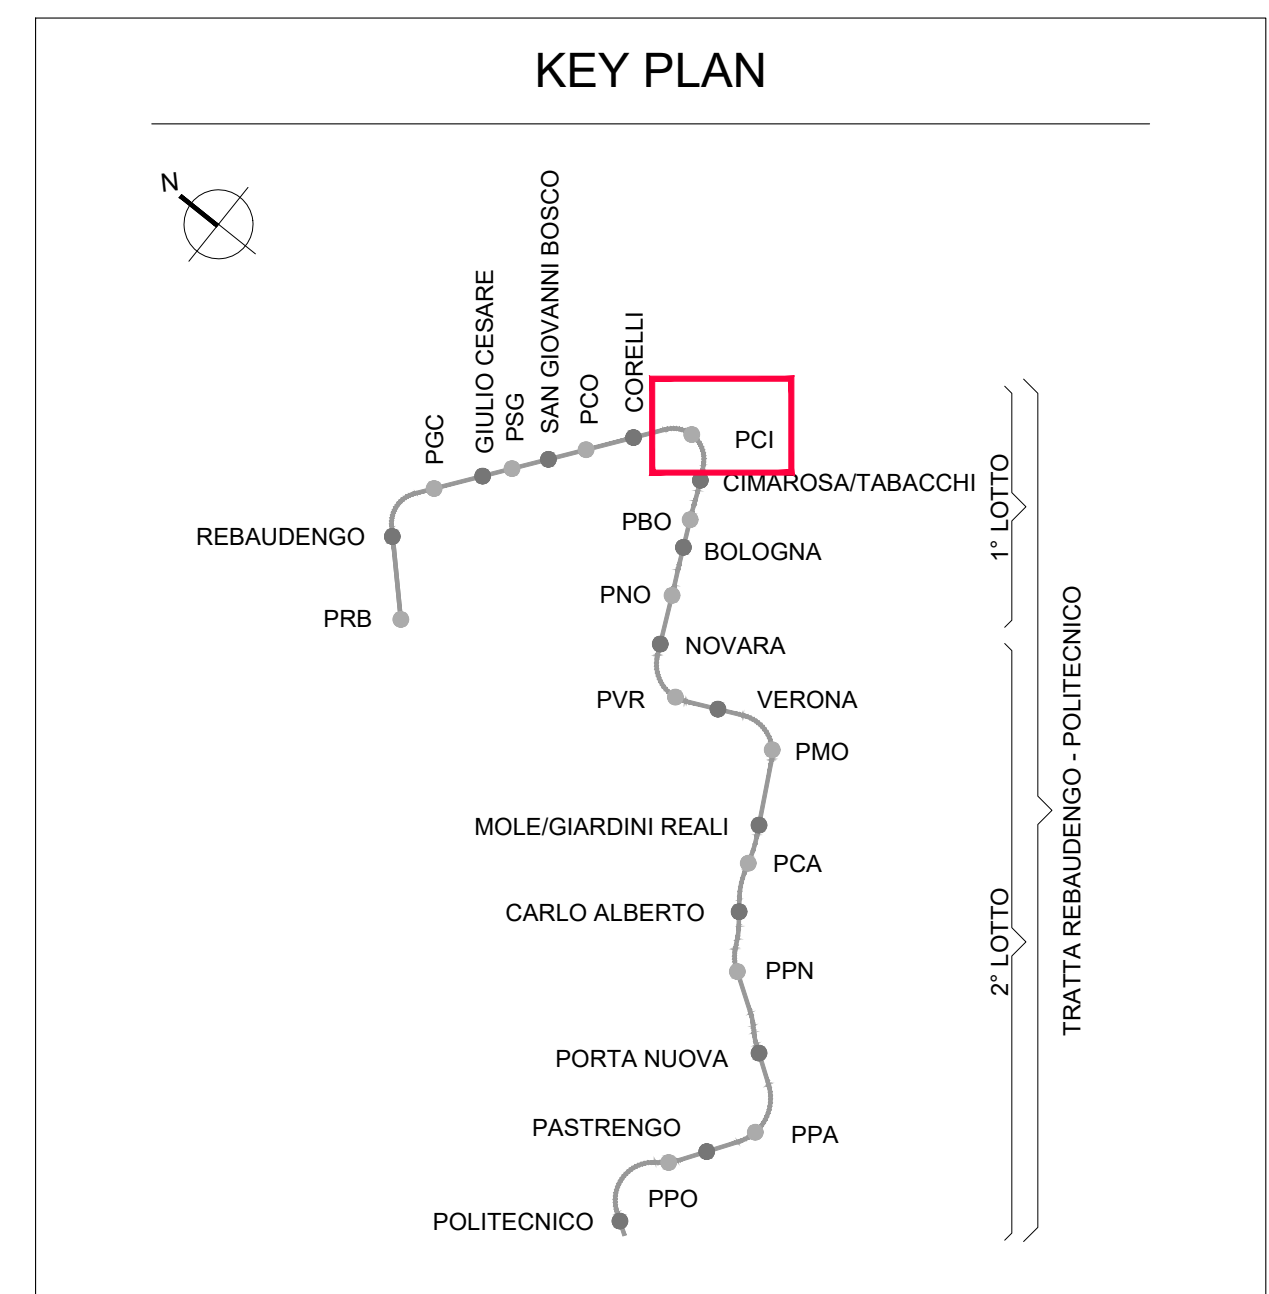 KEY PLAN
N
PGC
GIULIO CESARE
PSG
SAN GIOVANNI BOSCO
PCO
CORELLI
PCI
CIMAROSA/TABACCHI
REBAUDENGO
PBO
BOLOGNA
PRB
PNO
NOVARA
PVR
VERONA
PMO
MOLE/GIARDINI REALI
PCA
CARLO ALBERTO
PPN
PORTA NUOVA
PASTRENGO
PPA
PPO
POLITECNICO
1° LOTTO
2° LOTTO
TRATTA REBAUDENGO - POLITECNICO